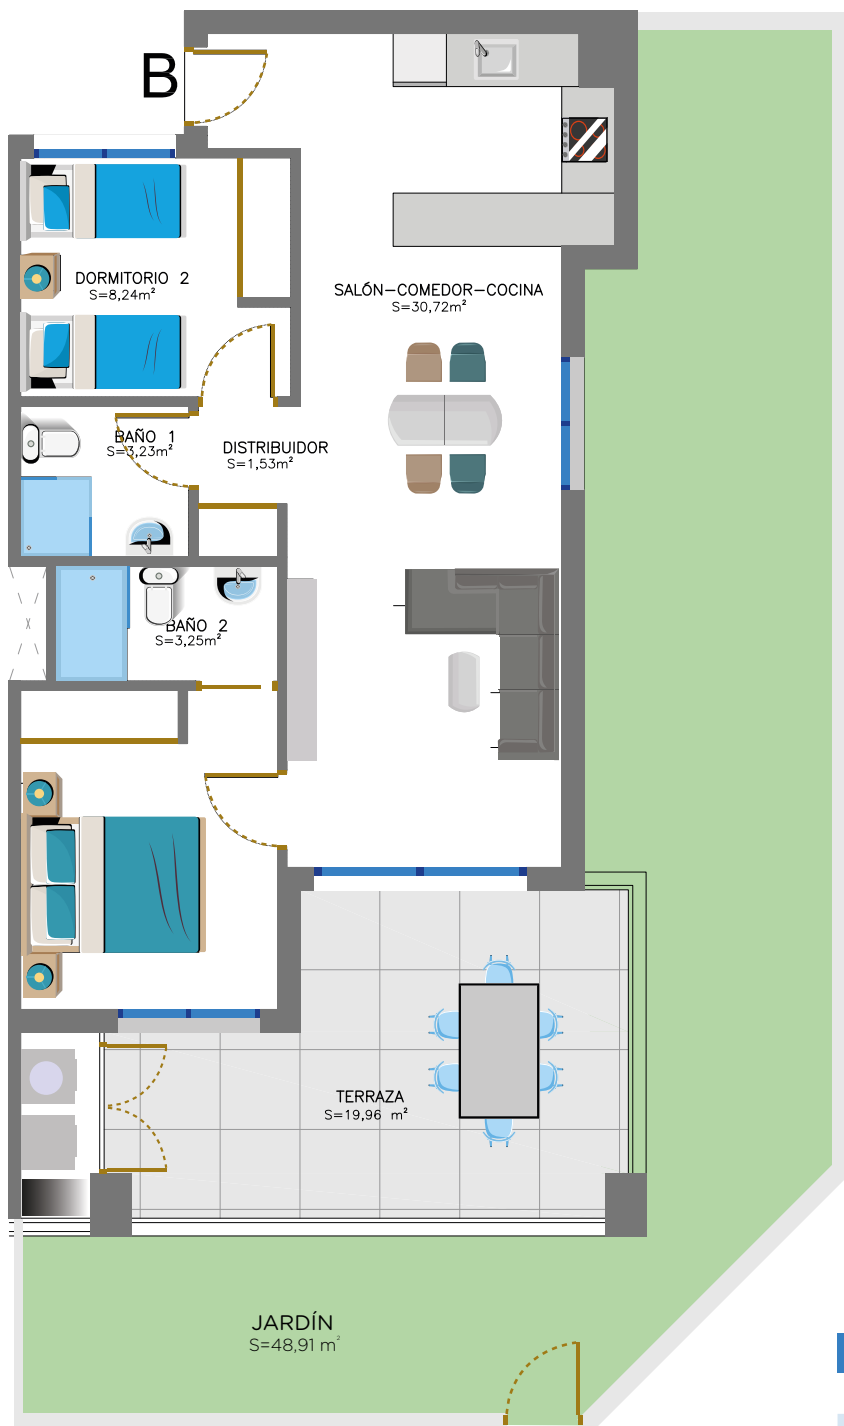 B
DORMITORIO 2
S=8,24m²
SALÓN-COMEDOR-COCINA
S=30,72m²
BAÑO 1
S=3,23m²
DISTRIBUIDOR
S=1,53m²
BAÑO 2
S=3,25m²
TERRAZA
S=19,96 m²
JARDÍN
S=48,91 m²